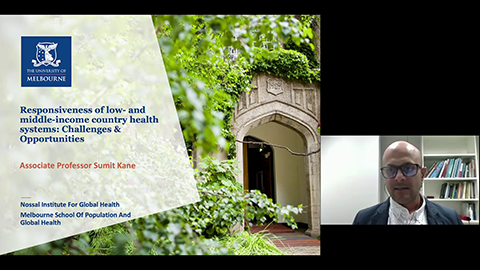 THE UNIVERSITY OF
MELBOURNE
Responsiveness of low- and
middle-income country health
systems: Challenges &
Opportunities
Associate Professor Sumit Kane
Nossal Institute For Global Health
Melbourne School Of Population And
Global Health